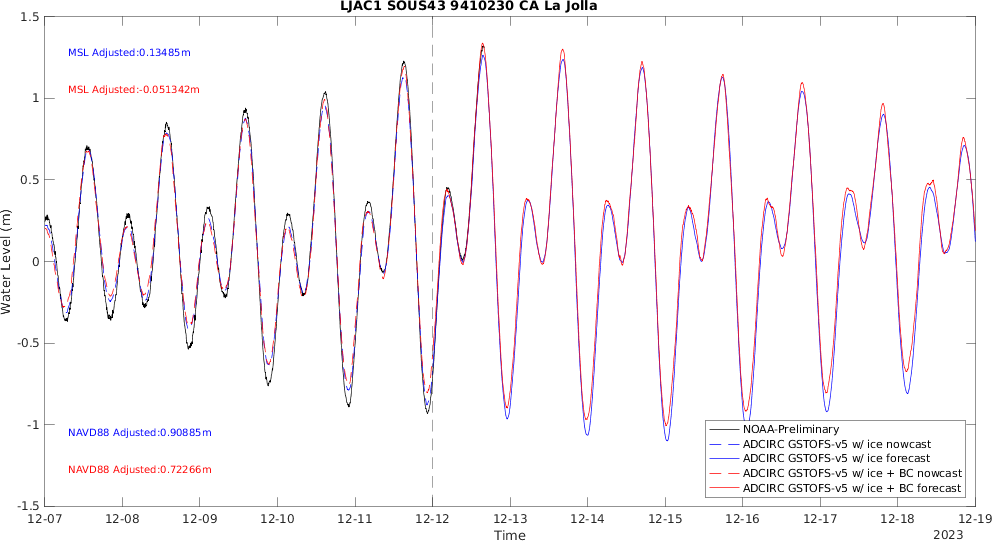 LJAC1 SOUS43 9410230 CA La Jolla
1.5
1
0.5
0
-0.5
-1
-1.5
Water Level (m)
MSL Adjusted:0.13485m
MSL Adjusted:-0.051342m
NAVD88 Adjusted:0.90885m
NAVD88 Adjusted:0.72266m
NOAA-Preliminary
ADCIRC GSTOFS-v5 w/ ice nowcast
ADCIRC GSTOFS-v5 w/ ice forecast
ADCIRC GSTOFS-v5 w/ ice + BC nowcast
ADCIRC GSTOFS-v5 w/ ice + BC forecast
12-07 12-08 12-09 12-10 12-11 12-12 12-13 12-14 12-15 12-16 12-17 12-18 12-19
Time
2023